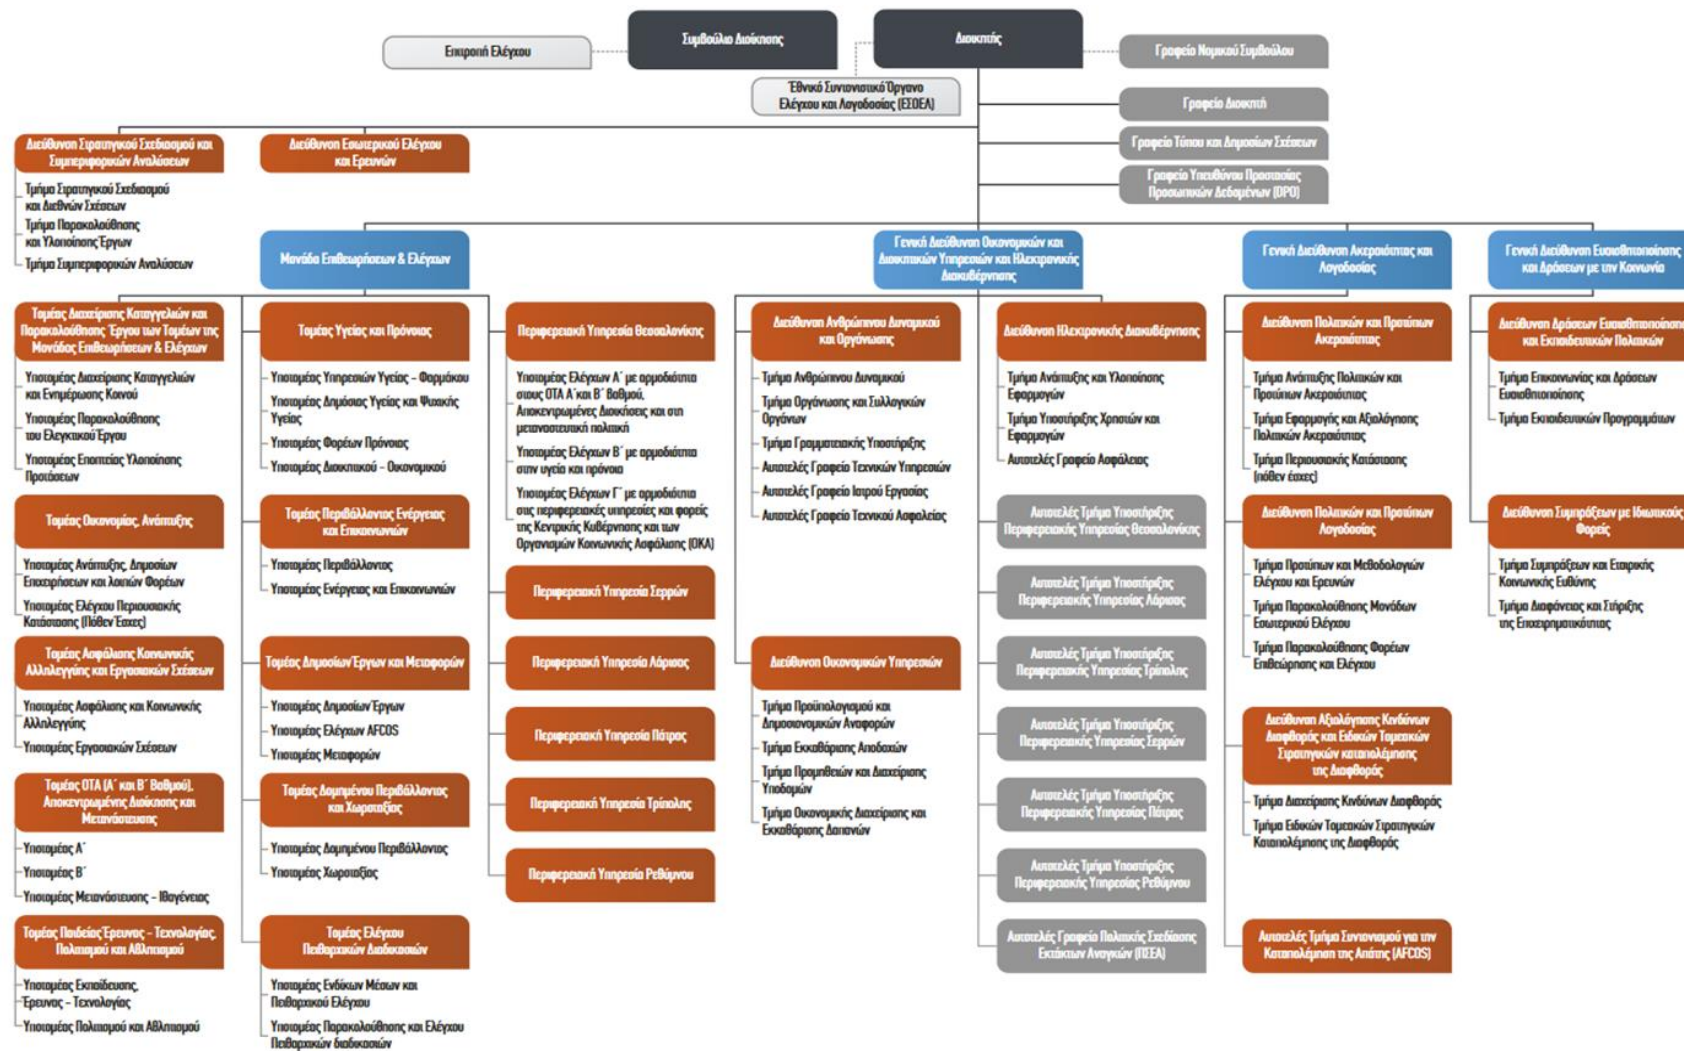 Συμβούλιο Διοίκησης
Διοικητής
Επιτροπή Ελέγχου
Γραφείο Νομικού Συμβούλου
Έθνικό Συντονιστικό Όργανο
Ελέγχου και Λογοδοσίας (ΕΣΟΕΛ)
Γραφείο Διοικητή
Γραφείο Τύπου και Δημοσίων Σχέσεων
Γραφείο Υπευθύνου Προστασίας
Προσωπικών Δεδομένων (DPO)
Διεύθυνση Στρατηγικού Σχεδιασμού και
Συμπεριφορικών Αναλύσεων
Τμήμα Στρατηγικού Σχεδιασμού
και Διεθνών Σχέσεων
Τμήμα Παρακολούθησης
και Υλοποίησης Έργων
Τμήμα Συμπεριφορικών Αναλύσεων
Διεύθυνση Εσωτερικού Ελέγχου
και Ερευνών
Μονάδα Επιθεωρήσεων & Ελέγχων
Γενική Διεύθυνση Οικονομικών και
Διοικητικών Υπηρεσιών και Ηλεκτρονικής
Διακυβέρνησης
Γενική Διεύθυνση Ακεραιότητας και
Λογοδοσίας
Γενική Διεύθυνση Ευαισθητοποίησης
και Δράσεων με την Κοινωνία
Τομέας Διαχείρισης Καταγγελιών και
Παρακολούθησης Έργου των Τομέων της
Μονάδας Επιθεωρήσεων & Ελέγχων
Υποτομέας Διαχείρισης Καταγγελιών
και Ενημέρωσης Κοινού
Υποτομέας Παρακολούθησης
του Ελεγκτικού Έργου
Υποτομέας Εποπτείας Υλοποίησης
Προτάσεων
Τομέας Οικονομίας, Ανάπτυξης
Υποτομέας Ανάπτυξης, Δημοσίων
Επιχειρήσεων και λοιπών Φορέων
Υποτομέας Ελέγχου Περιουσιακής
Κατάστασης (Πόθεν Έσχες)
Τομέας Ασφάλισης Κοινωνικής
Αλληλεγγύης και Εργασιακών Σχέσεων
Υποτομέας Ασφάλισης και Κοινωνικής
Αλληλεγγύης
Υποτομέας Εργασιακών Σχέσεων
Τομέας ΟΤΑ (Α΄ και Β΄ Βαθμού),
Αποκεντρωμένης Διοίκησης και
Μετανάστευσης
Υποτομέας Α΄
Υποτομέας Β΄
Υποτομέας Μετανάστευσης – Ιθαγένειας
Τομέας Παιδείας Έρευνας - Τεχνολογίας,
Πολιτισμού και Αθλητισμού
Υποτομέας Εκπαίδευσης,
Έρευνας – Τεχνολογίας
Υποτομέας Πολιτισμού και Αθλητισμού
Τομέας Υγείας και Πρόνοιας
Υποτομέας Υπηρεσιών Υγείας – Φαρμάκου
Υποτομέας Δημόσιας Υγείας και Ψυχικής
Υγείας
Υποτομέας Φορέων Πρόνοιας
Υποτομέας Διοικητικού – Οικονομικού
Τομέας Περιβάλλοντος Ενέργειας
και Επικοινωνιών
Υποτομέας Περιβάλλοντος
Υποτομέας Ενέργειας και Επικοινωνιών
Τομέας Δημοσίων Έργων και Μεταφορών
Υποτομέας Δημοσίων Έργων
Υποτομέας Ελέγχων AFCOS
Υποτομέας Μεταφορών
Τομέας Δομημένου Περιβάλλοντος
και Χωροταξίας
Υποτομέας Δομημένου Περιβάλλοντος
Υποτομέας Χωροταξίας
Τομέας Ελέγχου
Πειθαρχικών Διαδικασιών
Υποτομέας Ενδίκων Μέσων και
Πειθαρχικού Ελέγχου
Υποτομέας Παρακολούθησης και Ελέγχου
Πειθαρχικών διαδικασιών
Περιφερειακή Υπηρεσία Θεσσαλονίκης
Υποτομέας Ελέγχων Α΄ με αρμοδιότητα
στους ΟΤΑ Α΄και Β΄ βαθμού,
Αποκεντρωμένες Διοικήσεις και στη
μεταναστευτική πολιτική
Υποτομέας Ελέγχων Β΄ με αρμοδιότητα
στην υγεία και πρόνοια
Υποτομέας Ελέγχων Γ΄ με αρμοδιότητα
στις περιφερειακές υπηρεσίες και φορείς
της Κεντρικής Κυβέρνησης και των
Οργανισμών Κοινωνικής Ασφάλισης (ΟΚΑ)
Περιφερειακή Υπηρεσία Σερρών
Περιφερειακή Υπηρεσία Λάρισας
Περιφερειακή Υπηρεσία Πάτρας
Περιφερειακή Υπηρεσία Τρίπολης
Περιφερειακή Υπηρεσία Ρεθύμνου
Διεύθυνση Ανθρώπινου Δυναμικού
και Οργάνωσης
Τμήμα Ανθρώπινου Δυναμικού
Τμήμα Οργάνωσης και Συλλογικών
Οργάνων
Τμήμα Γραμματειακής Υποστήριξης
Αυτοτελές Γραφείο Τεχνικών Υπηρεσιών
Αυτοτελές Γραφείο Ιατρού Εργασίας
Αυτοτελές Γραφείο Τεχνικού Ασφαλείας
Διεύθυνση Οικονομικών Υπηρεσιών
Τμήμα Προϋπολογισμού και
Δημοσιονομικών Αναφορών
Τμήμα Εκκαθάρισης Αποδοχών
Τμήμα Προμηθειών και Διαχείρισης
Υποδομών
Τμήμα Οικονομικής Διαχείρισης και
Εκκαθάρισης Δαπανών
Διεύθυνση Ηλεκτρονικής Διακυβέρνησης
Τμήμα Ανάπτυξης και Υλοποίησης
Εφαρμογών
Τμήμα Υποστήριξης Χρηστών και
Εφαρμογών
Αυτοτελές Γραφείο Ασφάλειας
Αυτοτελές Τμήμα Υποστήριξης
Περιφερειακής Υπηρεσίας Θεσσαλονίκης
Αυτοτελές Τμήμα Υποστήριξης
Περιφερειακής Υπηρεσίας Λάρισας
Αυτοτελές Τμήμα Υποστήριξης
Περιφερειακής Υπηρεσίας Τρίπολης
Αυτοτελές Τμήμα Υποστήριξης
Περιφερειακής Υπηρεσίας Σερρών
Αυτοτελές Τμήμα Υποστήριξης
Περιφερειακής Υπηρεσίας Πάτρας
Αυτοτελές Τμήμα Υποστήριξης
Περιφερειακής Υπηρεσίας Ρεθύμνου
Αυτοτελές Γραφείο Πολιτικής Σχεδίασης
Εκτάκτων Αναγκών (ΠΣΕΑ)
Διεύθυνση Πολιτικών και Προτύπων
Ακεραιότητας
Τμήμα Ανάπτυξης Πολιτικών και
Προτύπων Ακεραιότητας
Τμήμα Εφαρμογής και Αξιολόγησης
Πολιτικών Ακεραιότητας
Τμήμα Περιουσιακής Κατάστασης
(πόθεν έσχες)
Διεύθυνση Πολιτικών και Προτύπων
Λογοδοσίας
Τμήμα Προτύπων και Μεθοδολογιών
Ελέγχου και Ερευνών
Τμήμα Παρακολούθησης Μονάδων
Εσωτερικού Ελέγχου
Τμήμα Παρακολούθησης Φορέων
Επιθεώρησης και Ελέγχου
Διεύθυνση Αξιολόγησης Κινδύνων
Διαφθοράς και Ειδικών Τομεακών
Στρατηγικών καταπολέμησης
της Διαφθοράς
Τμήμα Διαχείρισης Κινδύνων Διαφθοράς
Τμήμα Ειδικών Τομεακών Στρατηγικών
Καταπολέμησης της Διαφθοράς
Αυτοτελές Τμήμα Συντονισμού για την
Καταπολέμηση της Απάτης (AFCOS)
Διεύθυνση Δράσεων Ευαισθητοποίησης
και Εκπαιδευτικών Πολιτικών
Τμήμα Επικοινωνίας και Δράσεων
Ευαισθητοποίησης
Τμήμα Εκπαιδευτικών Προγραμμάτων
Διεύθυνση Συμπράξεων με Ιδιωτικούς
Φορείς
Τμήμα Συμπράξεων και Εταιρικής
Κοινωνικής Ευθύνης
Τμήμα Διαφάνειας και Στήριξης
της Επιχειρηματικότητας